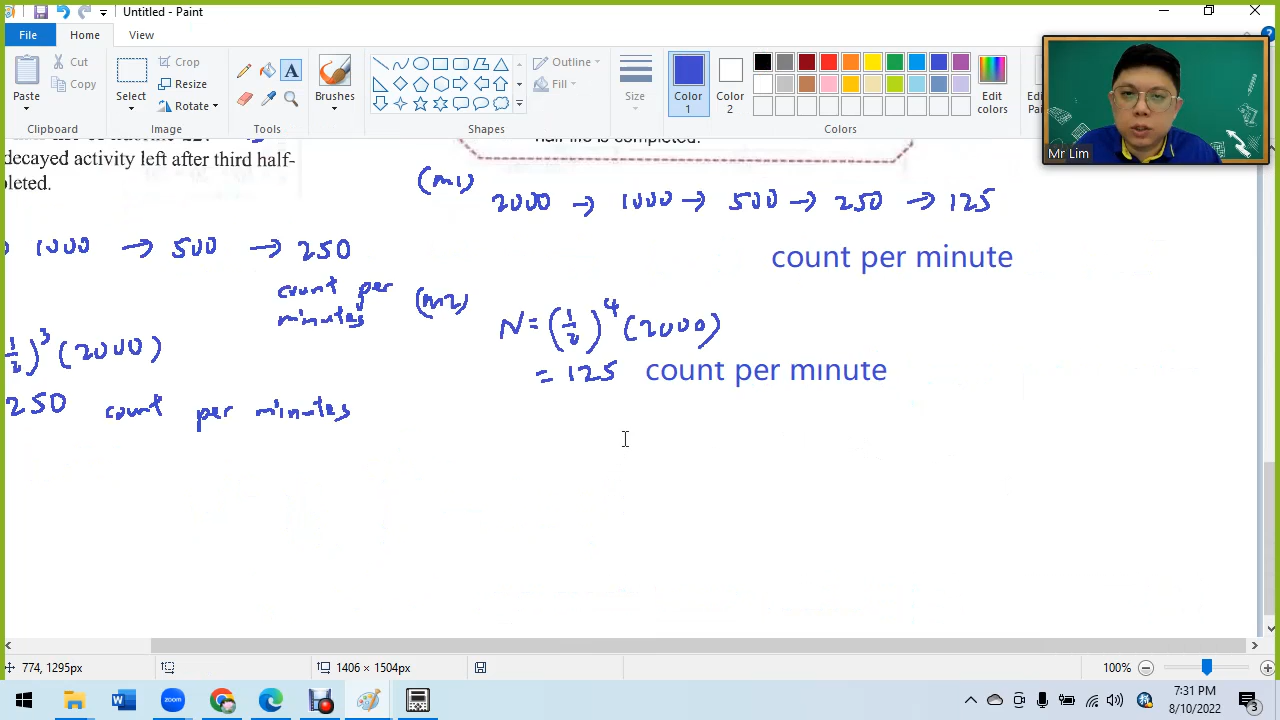 Untitled - Paint
File Home View
Paste
Cut
Copy
Clipboard
Select
Crop
Resize
Rotate
Image
Tools
Brushes
Shapes
Outline
Fill
Size
Color 1
Color 2
Edit colors
Colors
Mr Lim
decayed activity left after third half-
half-life is completed.
(m1)
2000 → 1000 → 500 → 250 → 125
count per minute
1000 → 500 → 250
count per minutes
(m2)
N = (1/2)^4 (2000)
= 125 count per minute
1/2)^3 (2000)
250 count per minutes
774, 1295px
1406 × 1504px
100%
zoom
7:31 PM
8/10/2022
3